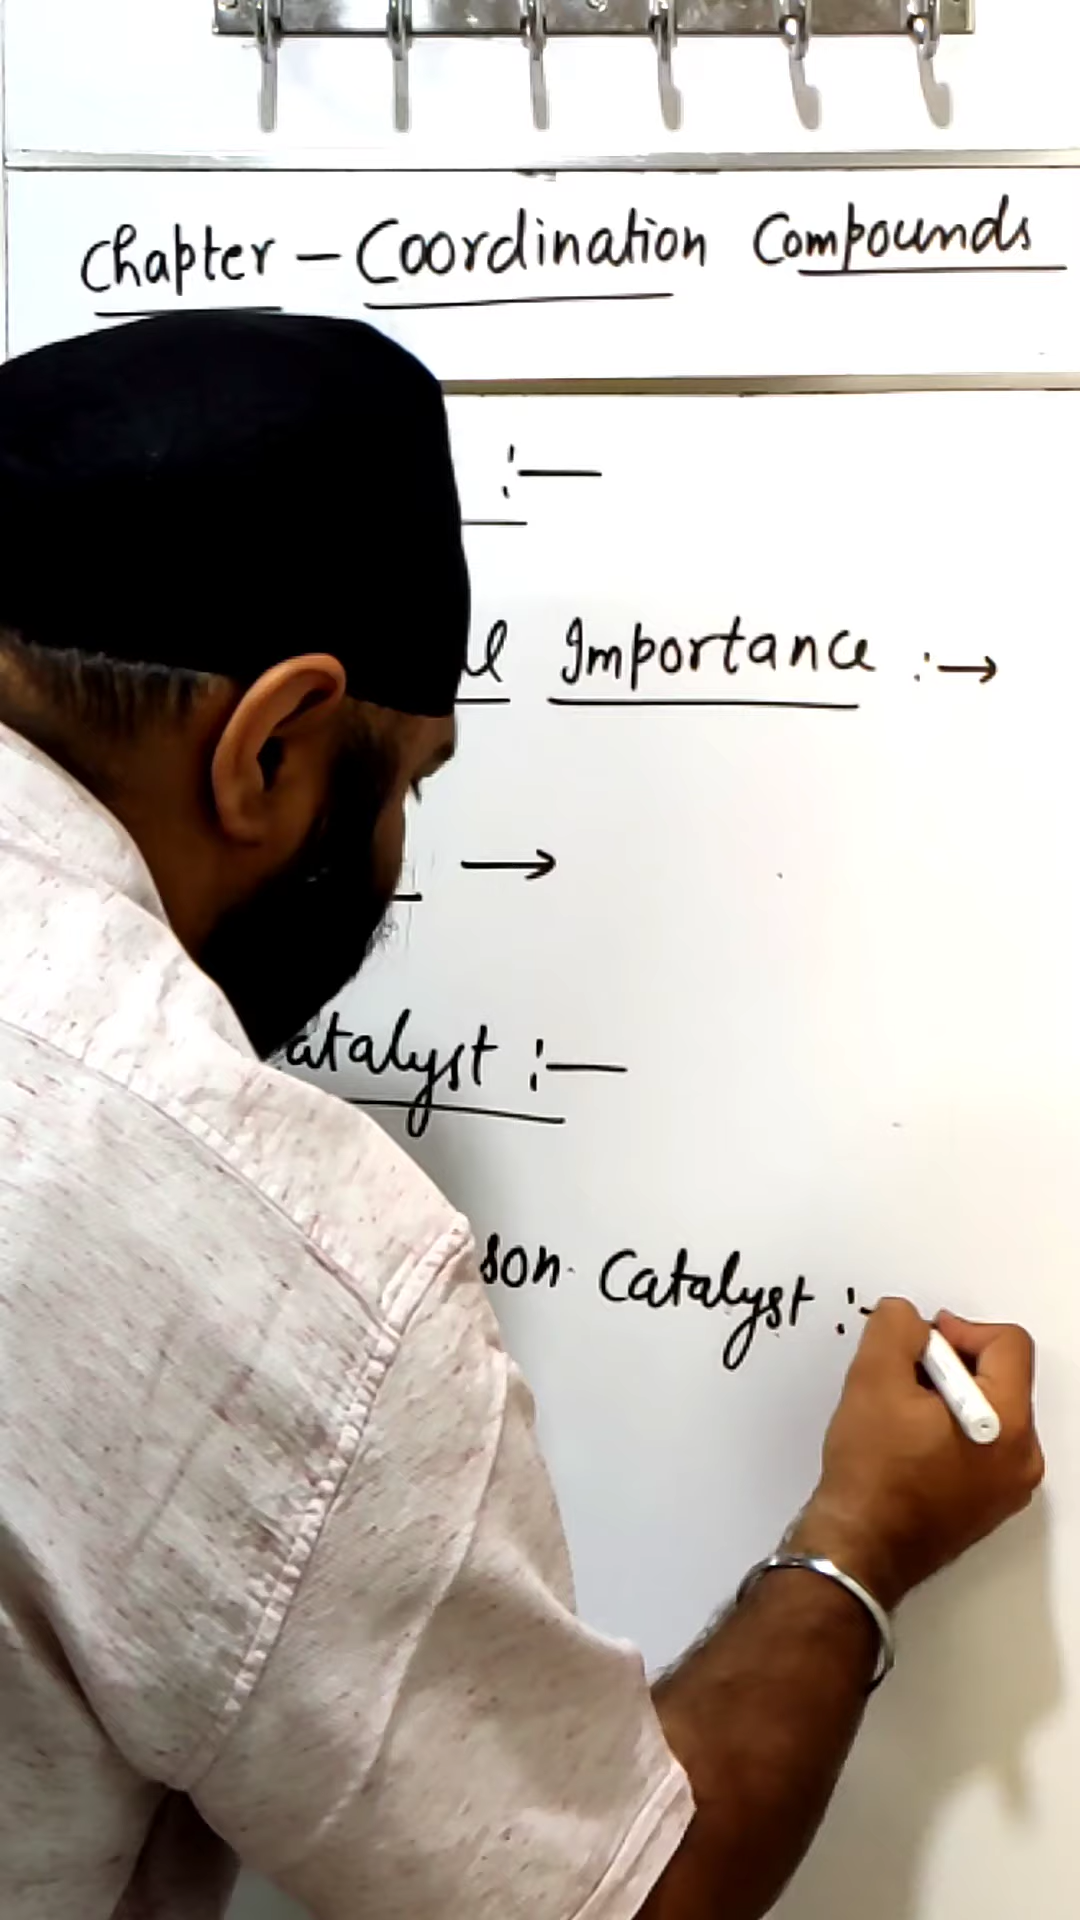 Chapter - Coordination Compounds
:-
Importance :→
→
atalyst :-
son Catalyst :-